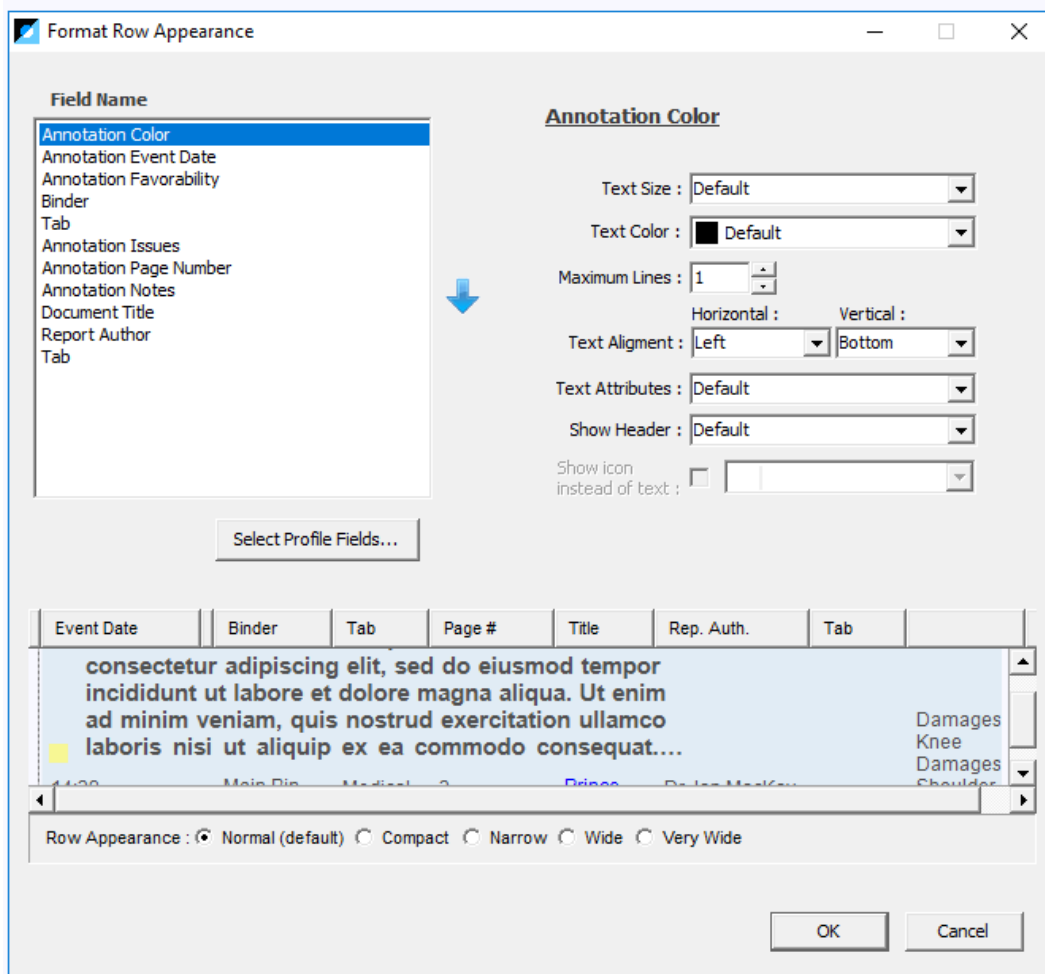 Format Row Appearance
Field Name
Annotation Color
Annotation Event Date
Annotation Favorability
Binder
Tab
Annotation Issues
Annotation Page Number
Annotation Notes
Document Title
Report Author
Tab
Select Profile Fields...
Annotation Color
Text Size : Default
Text Color : Default
Maximum Lines : 1
Horizontal : Vertical :
Text Aligment : Left Bottom
Text Attributes : Default
Show Header : Default
Show icon
instead of text :
Event Date Binder Tab Page # Title Rep. Auth. Tab
consectetur adipiscing elit, sed do eiusmod tempor
incididunt ut labore et dolore magna aliqua. Ut enim
ad minim veniam, quis nostrud exercitation ullamco
laboris nisi ut aliquip ex ea commodo consequat....
Damages
Knee
Damages
Shoulder
Main Bin Medical Prince
Row Appearance : Normal (default) Compact Narrow Wide Very Wide
OK Cancel